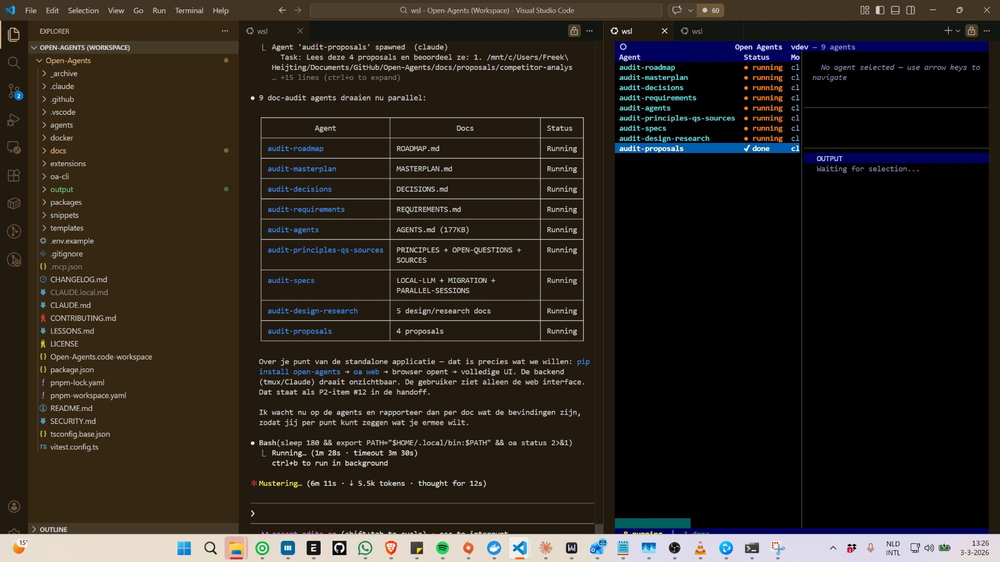 File Edit Selection View Go Run Terminal Help
wsl - Open-Agents (Workspace) - Visual Studio Code
60
EXPLORER
OPEN-AGENTS (WORKSPACE)
Open-Agents
_archive
.claude
.github
.vscode
agents
docker
docs
extensions
oa-cli
output
packages
snippets
templates
.env.example
.gitignore
.mcp.json
CHANGELOG.md
CLAUDE.local.md
CLAUDE.md
CONTRIBUTING.md
LESSONS.md
LICENSE
Open-Agents.code-workspace
package.json
pnpm-lock.yaml
pnpm-workspace.yaml
README.md
SECURITY.md
tsconfig.base.json
TS vitest.config.ts
OUTLINE
2
wsl
Agent 'audit-proposals' spawned (claude)
Task: Lees deze 4 proposals en beoordeel ze: 1. /mnt/c/Users/Freek\
Heijting/Documents/GitHub/Open-Agents/docs/proposals/competitor-analys
… +15 lines (ctrl+o to expand)
● 9 doc-audit agents draaien nu parallel:
Agent Docs Status
audit-roadmap ROADMAP.md Running
audit-masterplan MASTERPLAN.md Running
audit-decisions DECISIONS.md Running
audit-requirements REQUIREMENTS.md Running
audit-agents AGENTS.md (177KB) Running
audit-principles-qs-sources PRINCIPLES + OPEN-QUESTIONS + Running
SOURCES
audit-specs LOCAL-LLM + MIGRATION + Running
PARALLEL-SESSIONS
audit-design-research 5 design/research docs Running
audit-proposals 4 proposals Running
Over je punt van de standalone applicatie — dat is precies wat we willen: pip
install open-agents → oa web → browser opent → volledige UI. De backend
(tmux/Claude) draait onzichtbaar. De gebruiker ziet alleen de web interface.
Dat staat als P2-item #12 in de handoff.
Ik wacht nu op de agents en rapporteer dan per doc wat de bevindingen zijn,
zodat jij per punt kunt zeggen wat je ermee wilt.
● Bash(sleep 180 && export PATH="$HOME/.local/bin:$PATH" && oa status 2>&1)
Running… (1m 28s · timeout 3m 30s)
ctrl+b to run in background
Mustering… (6m 11s · ↓ 5.5k tokens · thought for 12s)
❯
accept edits on (shift+tab to cycle) · esc to interrupt
wsl wsl
Open Agents vdev — 9 agents
Agent Status Mo
audit-roadmap ● running cl
audit-masterplan ● running cl
audit-decisions ● running cl
audit-requirements ● running cl
audit-agents ● running cl
audit-principles-qs-sources ● running cl
audit-specs ● running cl
audit-design-research ● running cl
audit-proposals ✓ done cl
8 running | 1 done
No agent selected — use arrow keys to
navigate
OUTPUT
Waiting for selection...
15°
NLD
INTL
13:26
3-3-2026